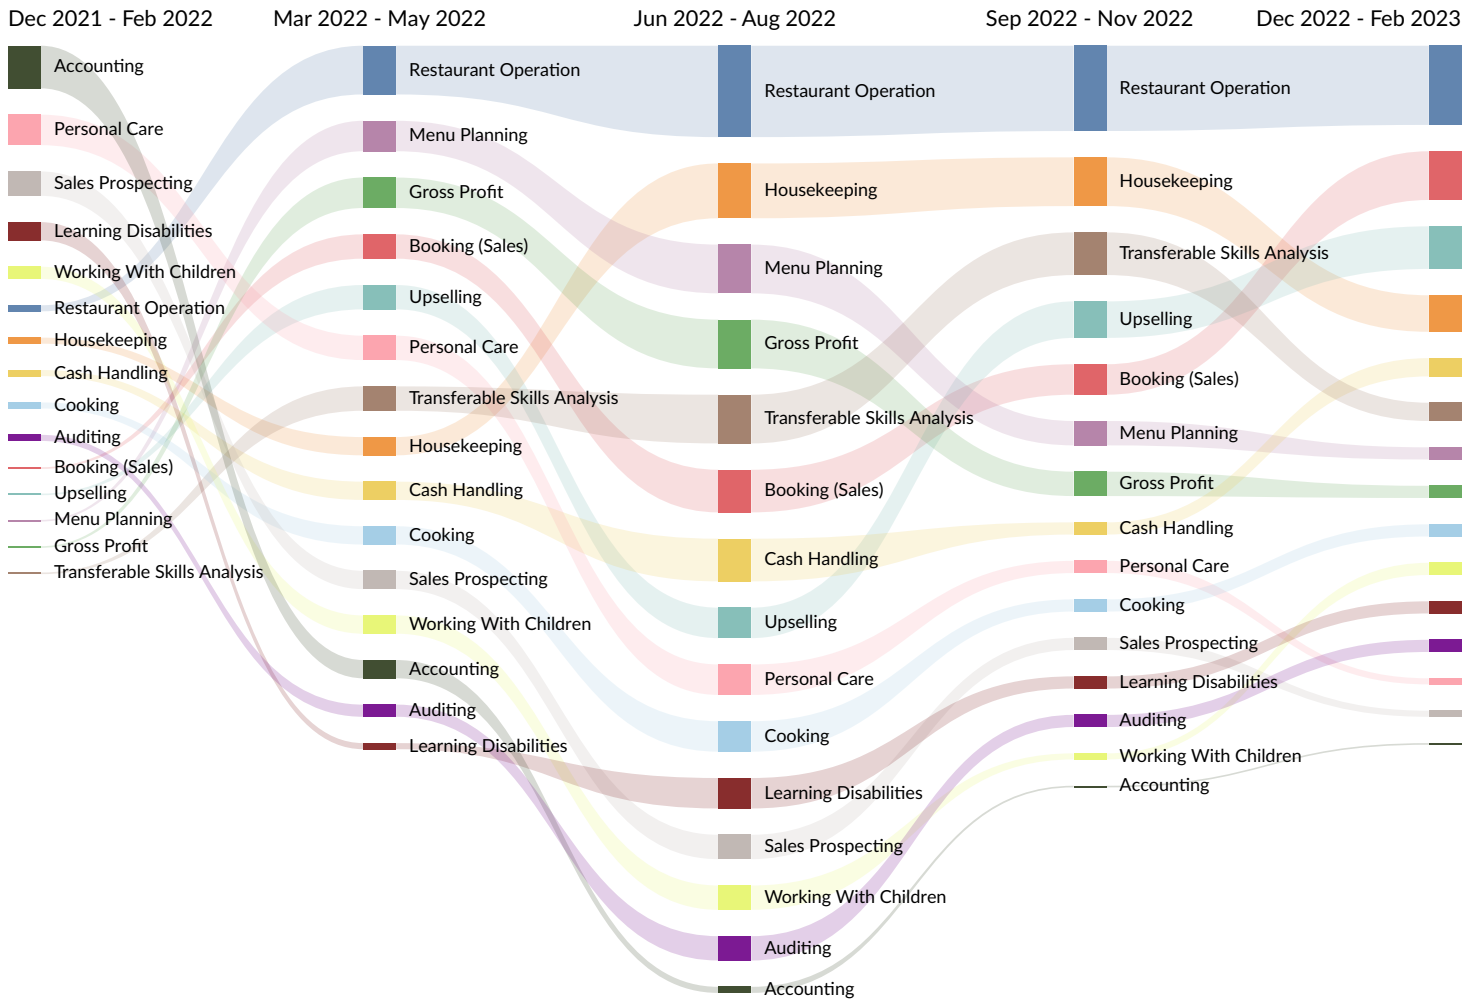 Dec 2021 - Feb 2022
Mar 2022 - May 2022
Jun 2022 - Aug 2022
Sep 2022 - Nov 2022
Dec 2022 - Feb 2023
Accounting
Personal Care
Sales Prospecting
Learning Disabilities
Working With Children
Restaurant Operation
Housekeeping
Cash Handling
Cooking
Auditing
Booking (Sales)
Upselling
Menu Planning
Gross Profit
Transferable Skills Analysis
Restaurant Operation
Menu Planning
Gross Profit
Booking (Sales)
Upselling
Personal Care
Transferable Skills Analysis
Housekeeping
Cash Handling
Cooking
Sales Prospecting
Working With Children
Accounting
Auditing
Learning Disabilities
Restaurant Operation
Housekeeping
Menu Planning
Gross Profit
Transferable Skills Analysis
Booking (Sales)
Cash Handling
Upselling
Personal Care
Cooking
Learning Disabilities
Sales Prospecting
Working With Children
Auditing
Accounting
Restaurant Operation
Housekeeping
Transferable Skills Analysis
Upselling
Booking (Sales)
Menu Planning
Gross Profit
Cash Handling
Personal Care
Cooking
Sales Prospecting
Learning Disabilities
Auditing
Working With Children
Accounting